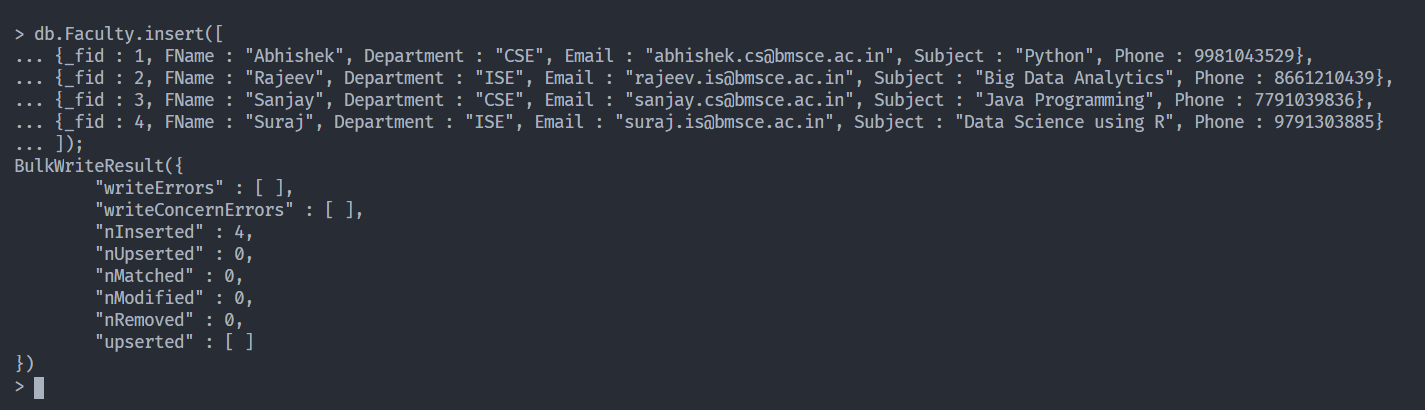 > db.Faculty.insert([
... {_fid : 1, FName : "Abhishek", Department : "CSE", Email : "abhishek.cs@bmsce.ac.in", Subject : "Python", Phone : 9981043529},
... {_fid : 2, FName : "Rajeev", Department : "ISE", Email : "rajeev.is@bmsce.ac.in", Subject : "Big Data Analytics", Phone : 8661210439},
... {_fid : 3, FName : "Sanjay", Department : "CSE", Email : "sanjay.cs@bmsce.ac.in", Subject : "Java Programming", Phone : 7791039836},
... {_fid : 4, FName : "Suraj", Department : "ISE", Email : "suraj.is@bmsce.ac.in", Subject : "Data Science using R", Phone : 9791303885}
... ]);
BulkWriteResult({
        "writeErrors" : [ ],
        "writeConcernErrors" : [ ],
        "nInserted" : 4,
        "nUpserted" : 0,
        "nMatched" : 0,
        "nModified" : 0,
        "nRemoved" : 0,
        "upserted" : [ ]
})
>